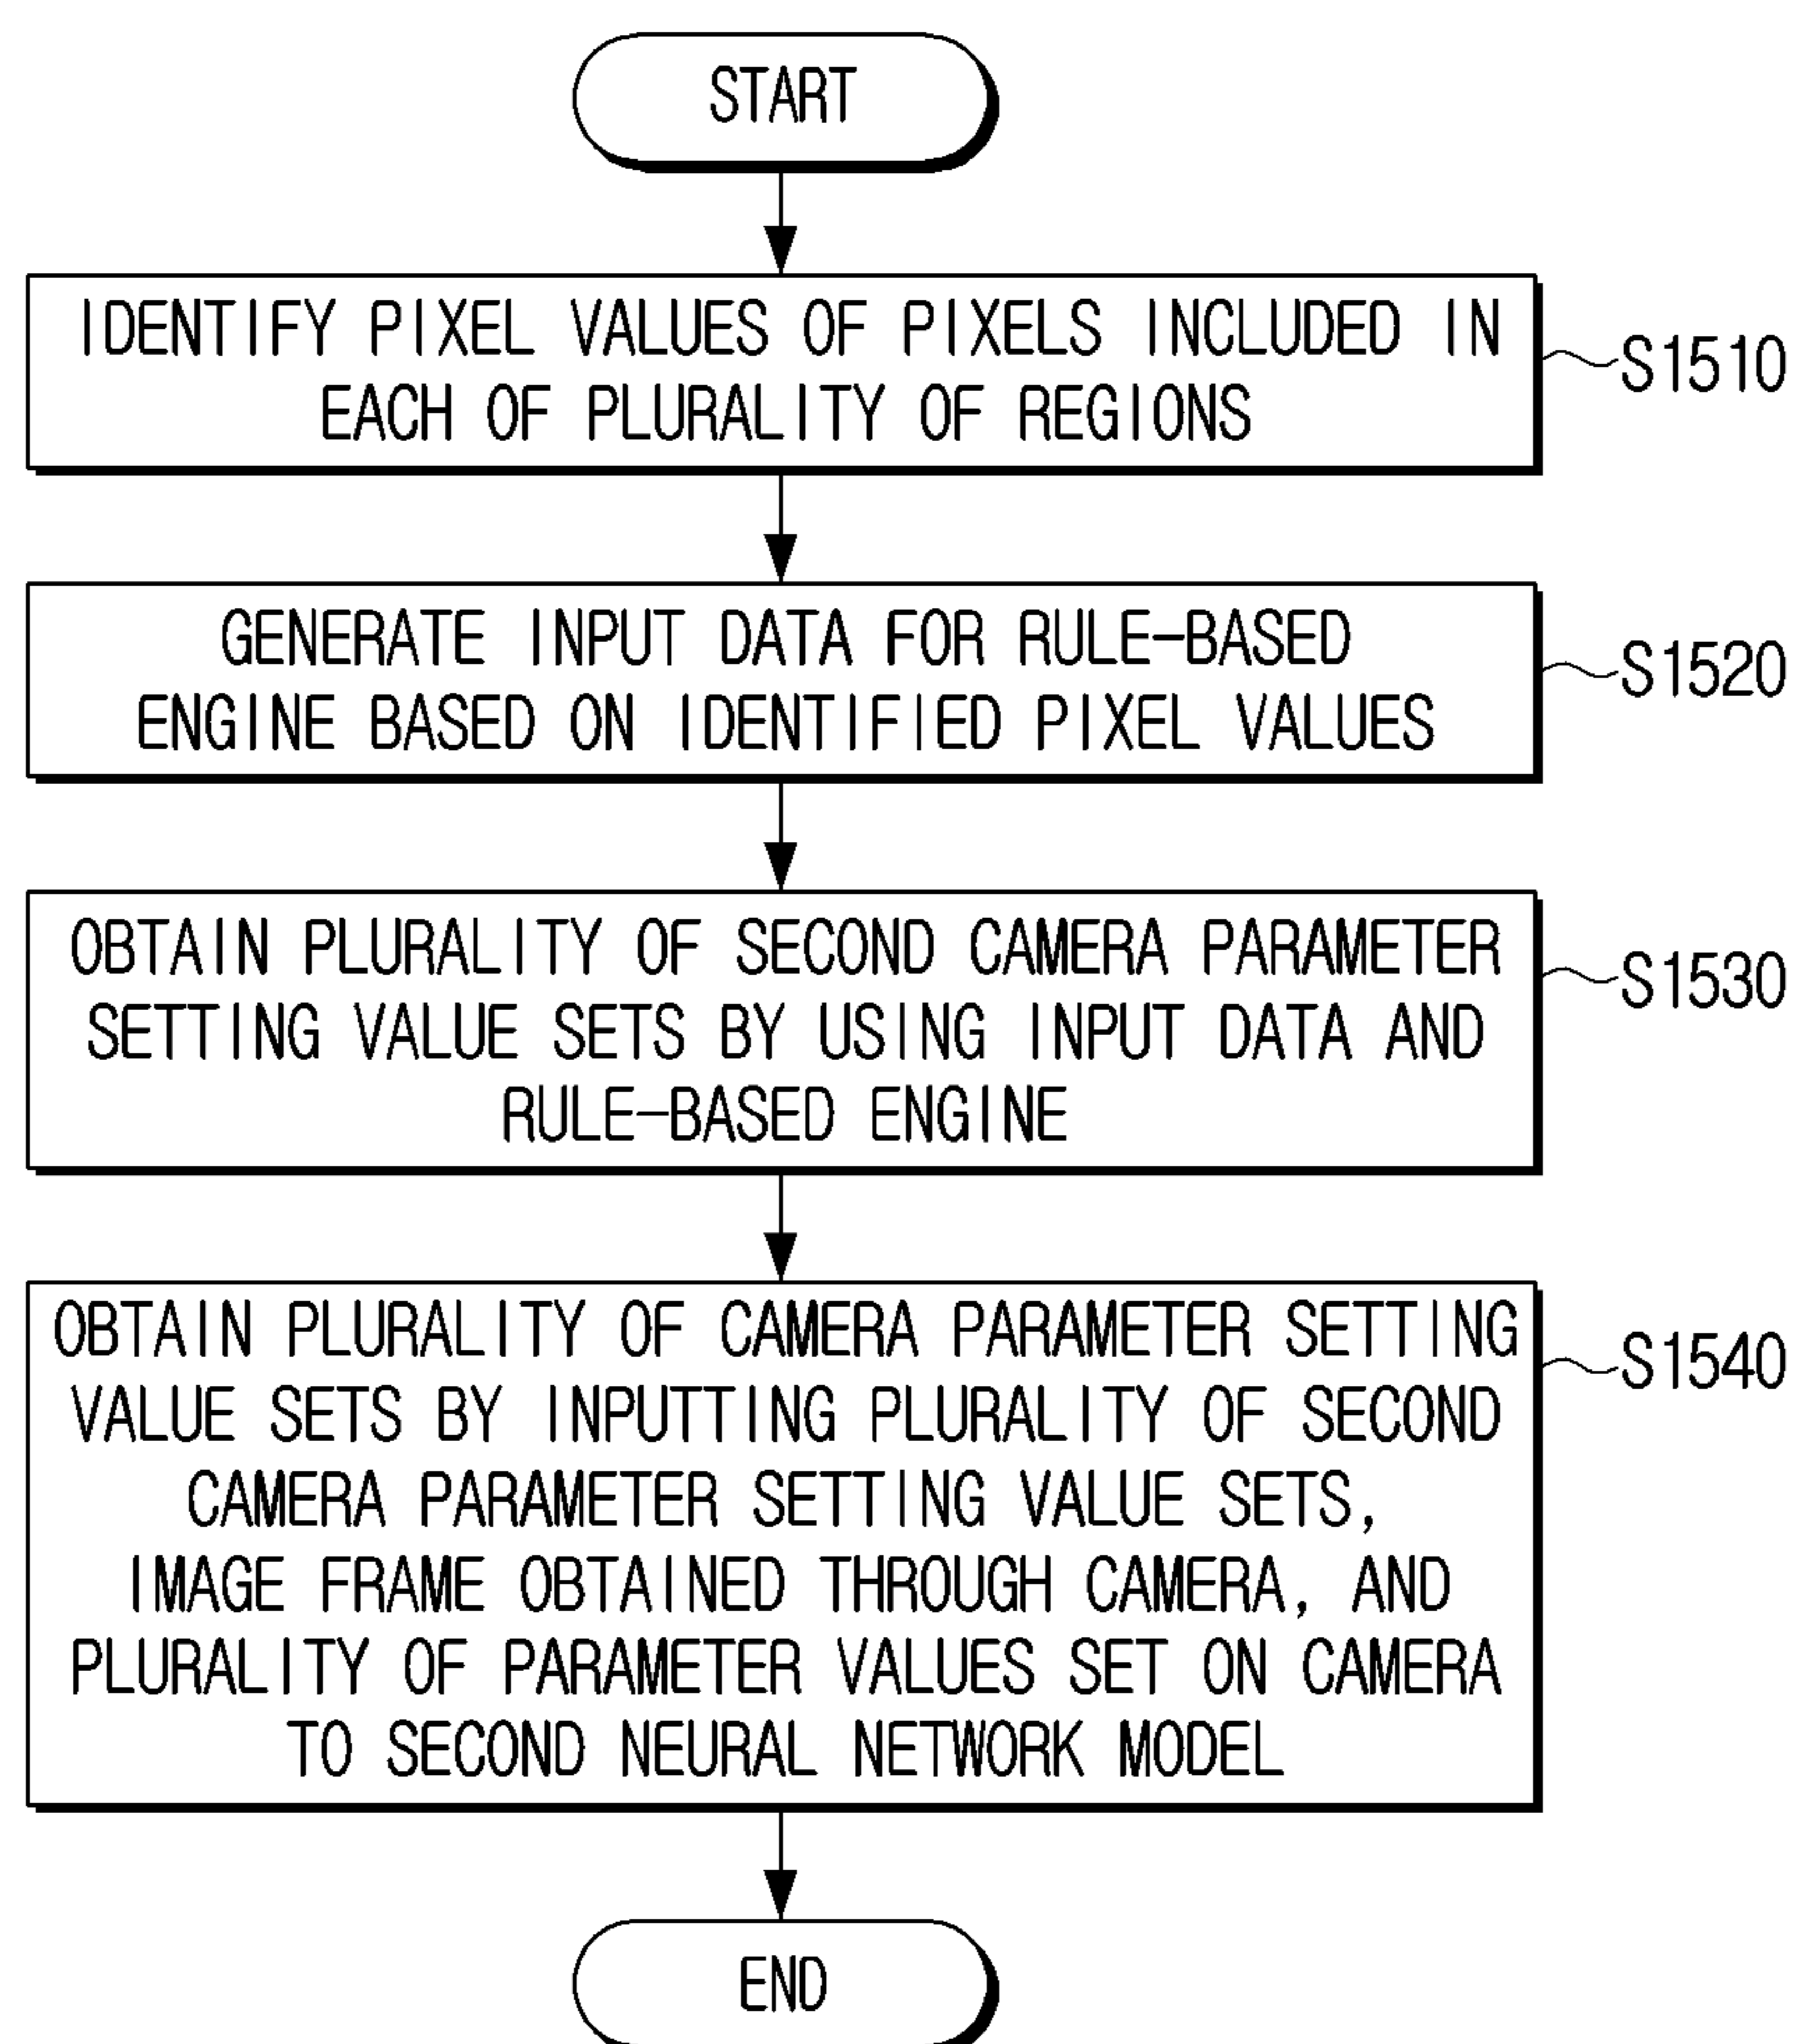 START
IDENTIFY PIXEL VALUES OF PIXELS INCLUDED IN
EACH OF PLURALITY OF REGIONS
S1510
GENERATE INPUT DATA FOR RULE-BASED
ENGINE BASED ON IDENTIFIED PIXEL VALUES
S1520
OBTAIN PLURALITY OF SECOND CAMERA PARAMETER
SETTING VALUE SETS BY USING INPUT DATA AND
RULE-BASED ENGINE
S1530
OBTAIN PLURALITY OF CAMERA PARAMETER SETTING
VALUE SETS BY INPUTTING PLURALITY OF SECOND
CAMERA PARAMETER SETTING VALUE SETS,
IMAGE FRAME OBTAINED THROUGH CAMERA, AND
PLURALITY OF PARAMETER VALUES SET ON CAMERA
TO SECOND NEURAL NETWORK MODEL
S1540
END